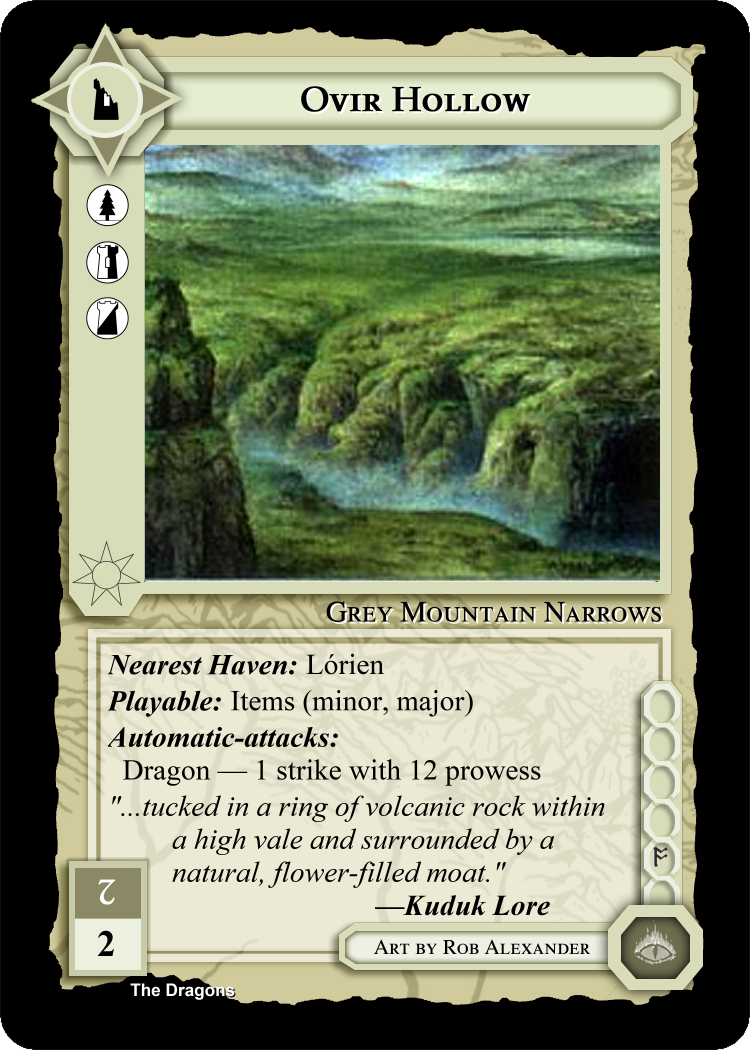 Ovir Hollow
Grey Mountain Narrows
Nearest Haven: Lórien
Playable: Items (minor, major)
Automatic-attacks:
Dragon — 1 strike with 12 prowess
"...tucked in a ring of volcanic rock within
a high vale and surrounded by a
natural, flower-filled moat."
—Kuduk Lore
2
2
Art by Rob Alexander
The Dragons